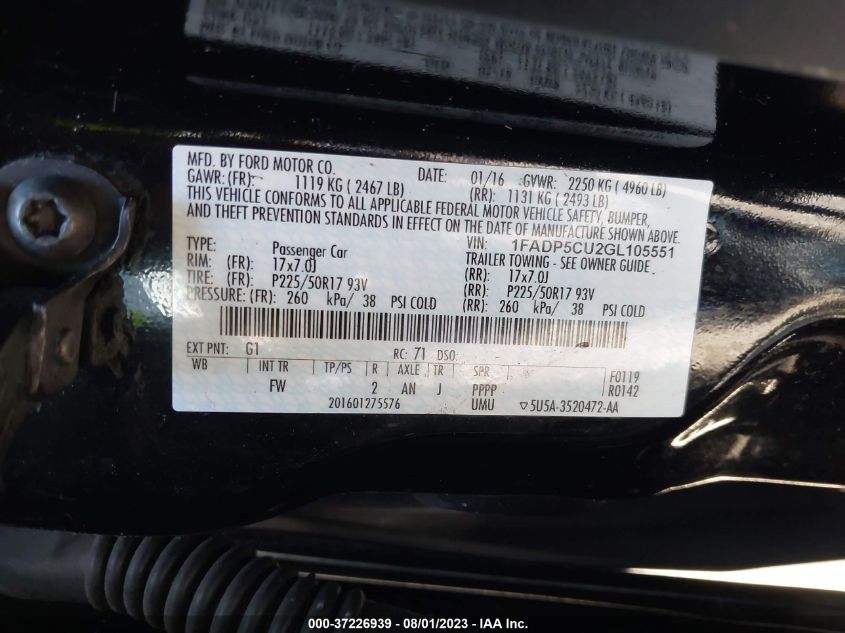 MFD. BY FORD MOTOR CO.
DATE: 01/16 GVWR: 2250 KG ( 4960 LB)
GAWR: (FR): 1119 KG ( 2467 LB) (RR): 1131 KG ( 2493 LB)
THIS VEHICLE CONFORMS TO ALL APPLICABLE FEDERAL MOTOR VEHICLE SAFETY, BUMPER,
AND THEFT PREVENTION STANDARDS IN EFFECT ON THE DATE OF MANUFACTURE SHOWN ABOVE.
VIN: 1FADP5CU2GL105551
TYPE: Passenger Car TRAILER TOWING - SEE OWNER GUIDE
RIM: (FR): 17x7.0J (RR): 17x7.0J
TIRE: (FR): P225/50R17 93V (RR): P225/50R17 93V
PRESSURE: (FR): 260 kPa/ 38 PSI COLD (RR): 260 kPa/ 38 PSI COLD
EXT PNT: G1 RC: 71 DSO:
WB INT TR TP/PS R AXLE TR SPR F0119
FW 2 AN J PPPP R0142
201601275576 UMU 5U5A-3520472-AA
000-37226939 - 08/01/2023 - IAA Inc.